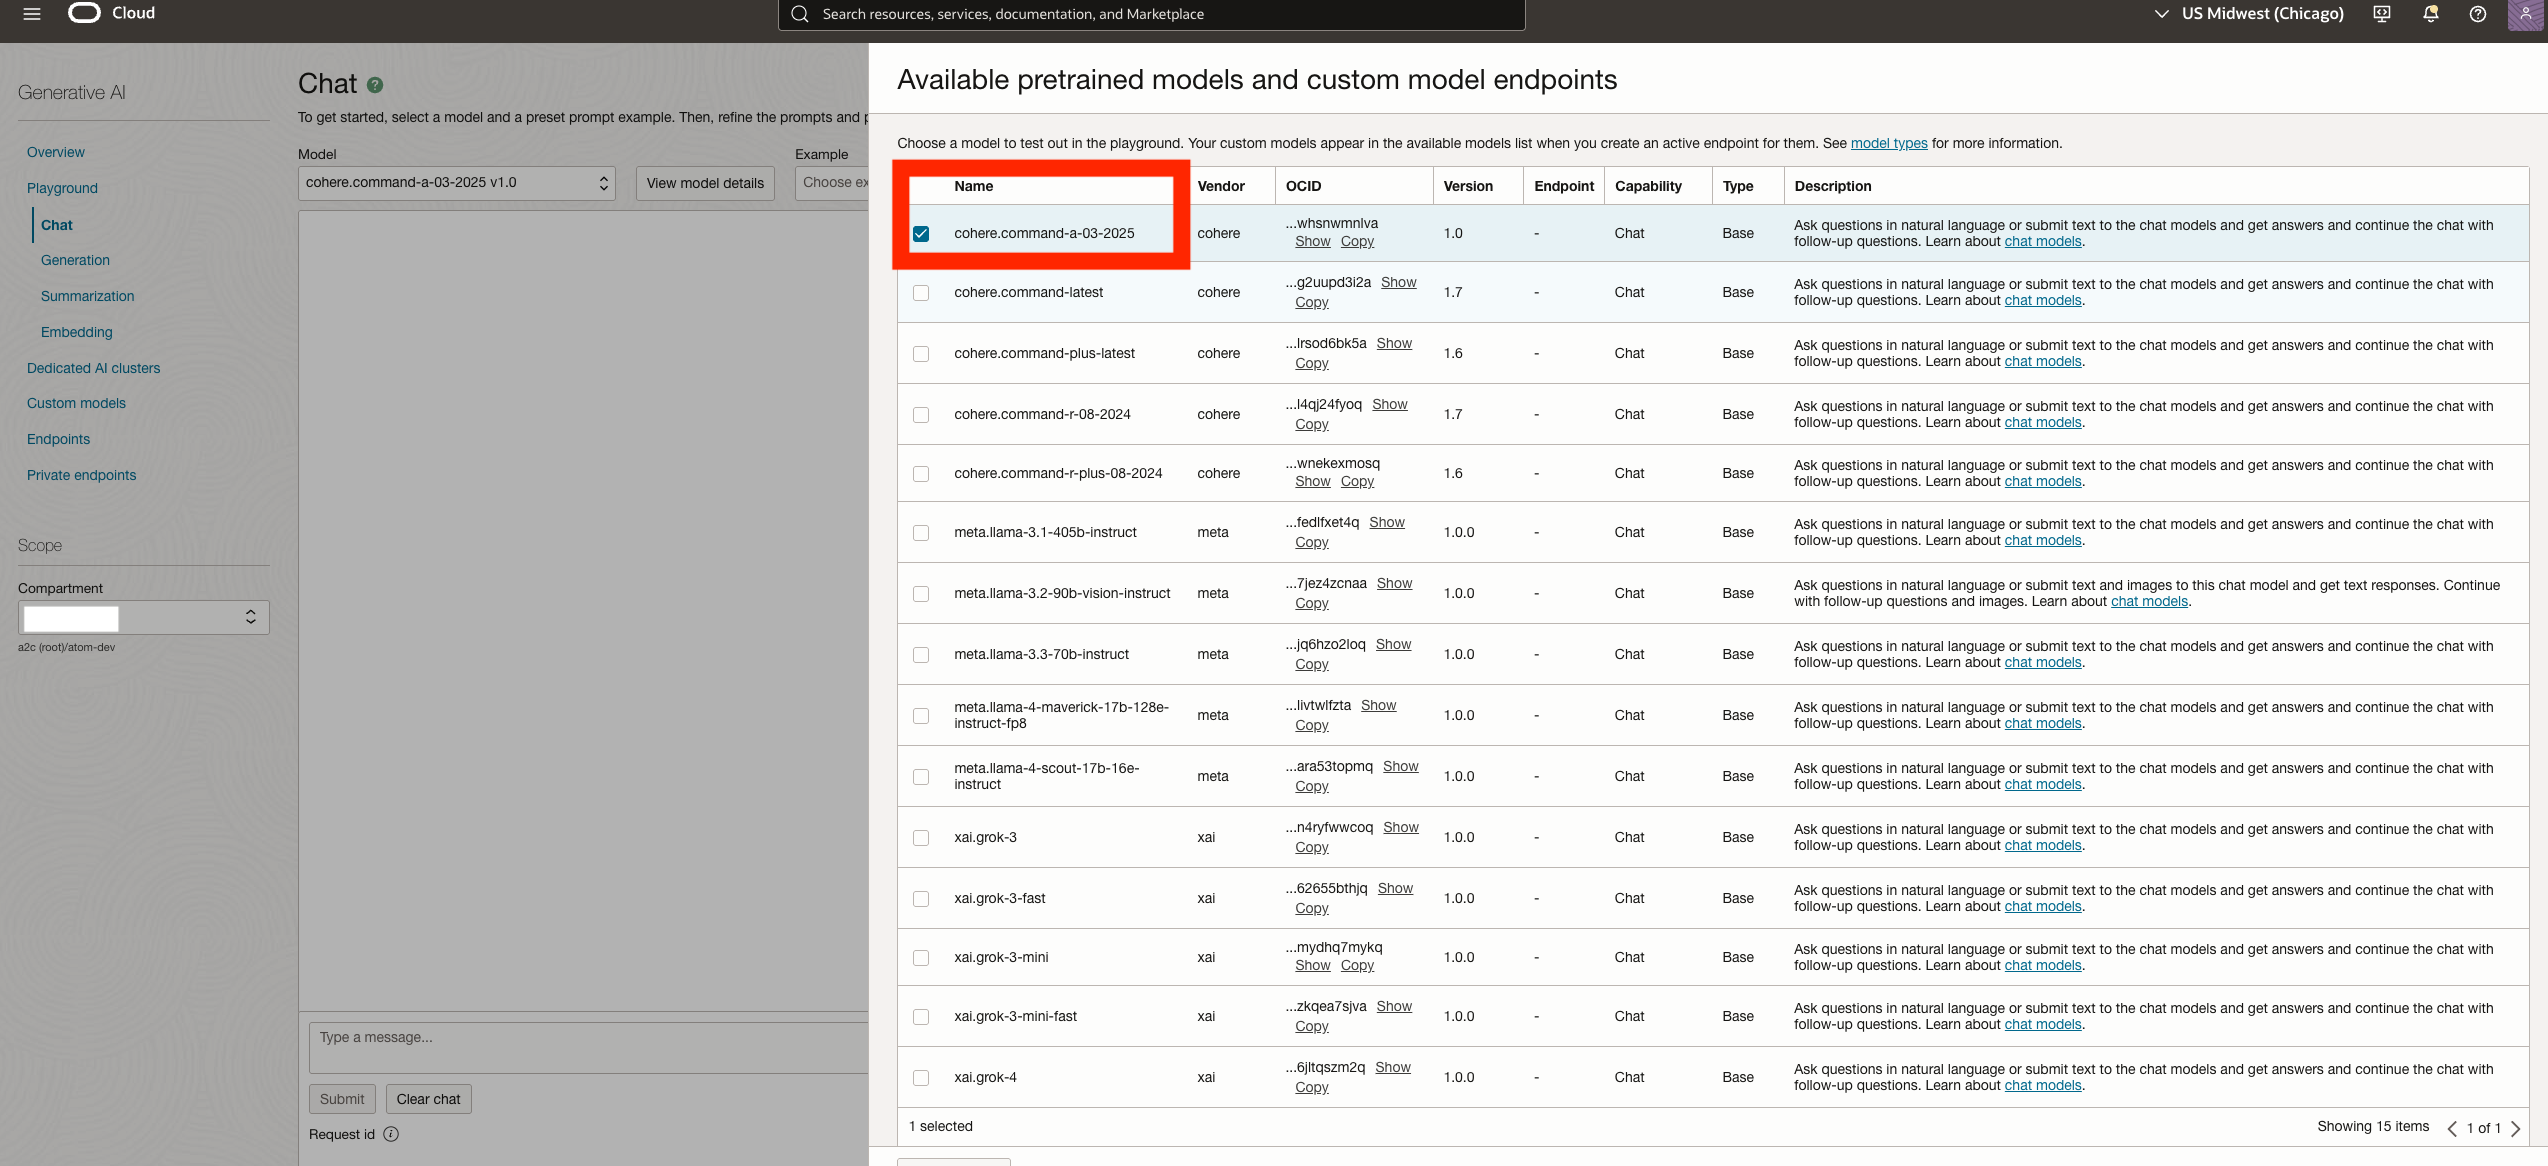 Cloud
Search resources, services, documentation, and Marketplace
US Midwest (Chicago)
Generative AI
Overview
Playground
Chat
Generation
Summarization
Embedding
Dedicated AI clusters
Custom models
Endpoints
Private endpoints
Scope
Compartment
a2c (root)/atom-dev
Chat
To get started, select a model and a preset prompt example. Then, refine the prompts and
Model
Example
cohere.command-a-03-2025 v1.0
View model details
Choose
Type a message...
Submit
Clear chat
Request id
Available pretrained models and custom model endpoints
Choose a model to test out in the playground. Your custom models appear in the available models list when you create an active endpoint for them. See model types for more information.
Name Vendor OCID Version Endpoint Capability Type Description
cohere.command-a-03-2025 cohere ...whsnwmnlva Show Copy 1.0 - Chat Base Ask questions in natural language or submit text to the chat models and get answers and continue the chat with
follow-up questions. Learn about chat models.
cohere.command-latest cohere ...g2uupd3i2a Show Copy 1.7 - Chat Base Ask questions in natural language or submit text to the chat models and get answers and continue the chat with
follow-up questions. Learn about chat models.
cohere.command-plus-latest cohere ...lrsod6bk5a Show Copy 1.6 - Chat Base Ask questions in natural language or submit text to the chat models and get answers and continue the chat with
follow-up questions. Learn about chat models.
cohere.command-r-08-2024 cohere ...l4qj24fyoq Show Copy 1.7 - Chat Base Ask questions in natural language or submit text to the chat models and get answers and continue the chat with
follow-up questions. Learn about chat models.
cohere.command-r-plus-08-2024 cohere ...wnekexmosq Show Copy 1.6 - Chat Base Ask questions in natural language or submit text to the chat models and get answers and continue the chat with
follow-up questions. Learn about chat models.
meta.llama-3.1-405b-instruct meta ...fedlfxet4q Show Copy 1.0.0 - Chat Base Ask questions in natural language or submit text to the chat models and get answers and continue the chat with
follow-up questions. Learn about chat models.
meta.llama-3.2-90b-vision-instruct meta ...7jez4zcnaa Show Copy 1.0.0 - Chat Base Ask questions in natural language or submit text and images to this chat model and get text responses. Continue
with follow-up questions and images. Learn about chat models.
meta.llama-3.3-70b-instruct meta ...jq6hzo2loq Show Copy 1.0.0 - Chat Base Ask questions in natural language or submit text to the chat models and get answers and continue the chat with
follow-up questions. Learn about chat models.
meta.llama-4-maverick-17b-128e-instruct-fp8 meta ...livtwlfzta Show Copy 1.0.0 - Chat Base Ask questions in natural language or submit text to the chat models and get answers and continue the chat with
follow-up questions. Learn about chat models.
meta.llama-4-scout-17b-16e-instruct meta ...ara53topmq Show Copy 1.0.0 - Chat Base Ask questions in natural language or submit text to the chat models and get answers and continue the chat with
follow-up questions. Learn about chat models.
xai.grok-3 xai ...n4ryfwwcoq Show Copy 1.0.0 - Chat Base Ask questions in natural language or submit text to the chat models and get answers and continue the chat with
follow-up questions. Learn about chat models.
xai.grok-3-fast xai ...62655bthjq Show Copy 1.0.0 - Chat Base Ask questions in natural language or submit text to the chat models and get answers and continue the chat with
follow-up questions. Learn about chat models.
xai.grok-3-mini xai ...mydhq7mykq Show Copy 1.0.0 - Chat Base Ask questions in natural language or submit text to the chat models and get answers and continue the chat with
follow-up questions. Learn about chat models.
xai.grok-3-mini-fast xai ...zkqea7sjva Show Copy 1.0.0 - Chat Base Ask questions in natural language or submit text to the chat models and get answers and continue the chat with
follow-up questions. Learn about chat models.
xai.grok-4 xai ...6jltqszm2q Show Copy 1.0.0 - Chat Base Ask questions in natural language or submit text to the chat models and get answers and continue the chat with
follow-up questions. Learn about chat models.
1 selected
Showing 15 items
1 of 1